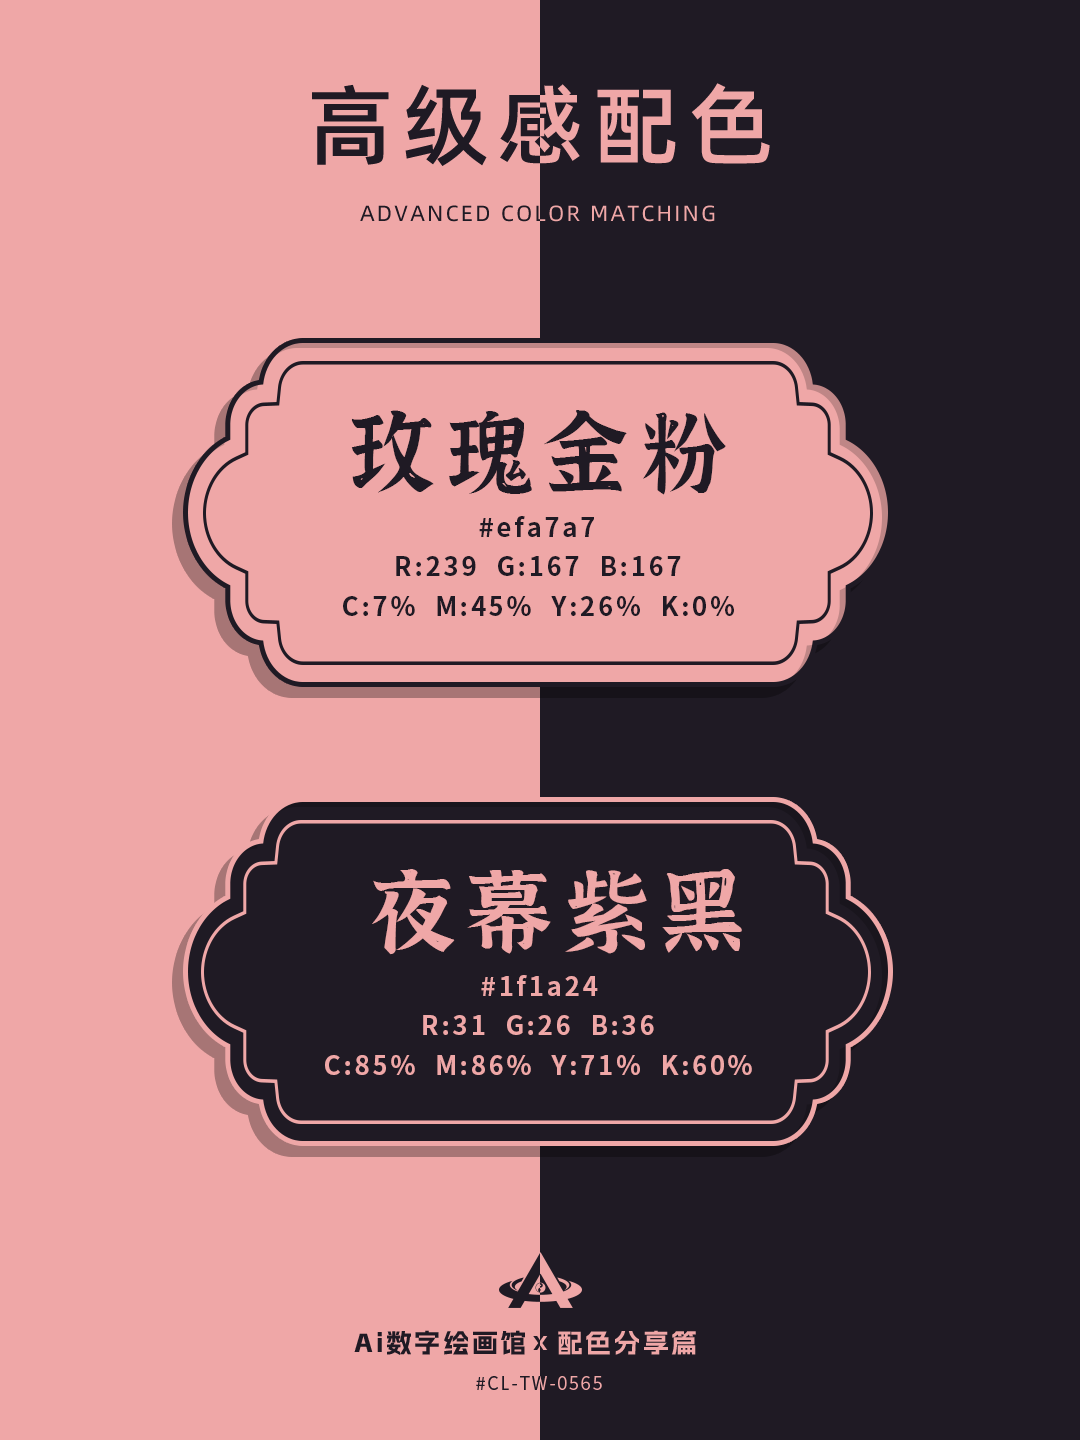 高级感配色
ADVANCED COLOR MATCHING
玫瑰金粉
#efa7a7
R:239 G:167 B:167
C:7% M:45% Y:26% K:0%
夜幕紫黑
#1f1a24
R:31 G:26 B:36
C:85% M:86% Y:71% K:60%
Ai数字绘画馆 x 配色分享篇
#CL-TW-0565